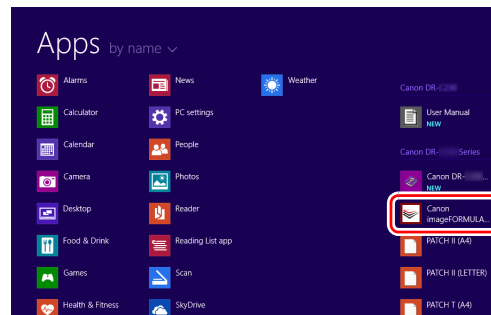 Apps by name
Alarms
Calculator
Calendar
Camera
Desktop
Food & Drink
Games
Health & Fitness
News
PC settings
People
Photos
Reader
Reading List app
Scan
SkyDrive
Weather
Canon DR-
User Manual
NEW
Canon DR- Series
Canon DR- ...
NEW
Canon
imageFORMULA...
PATCH II (A4)
PATCH II (LETTER)
PATCH T (A4)